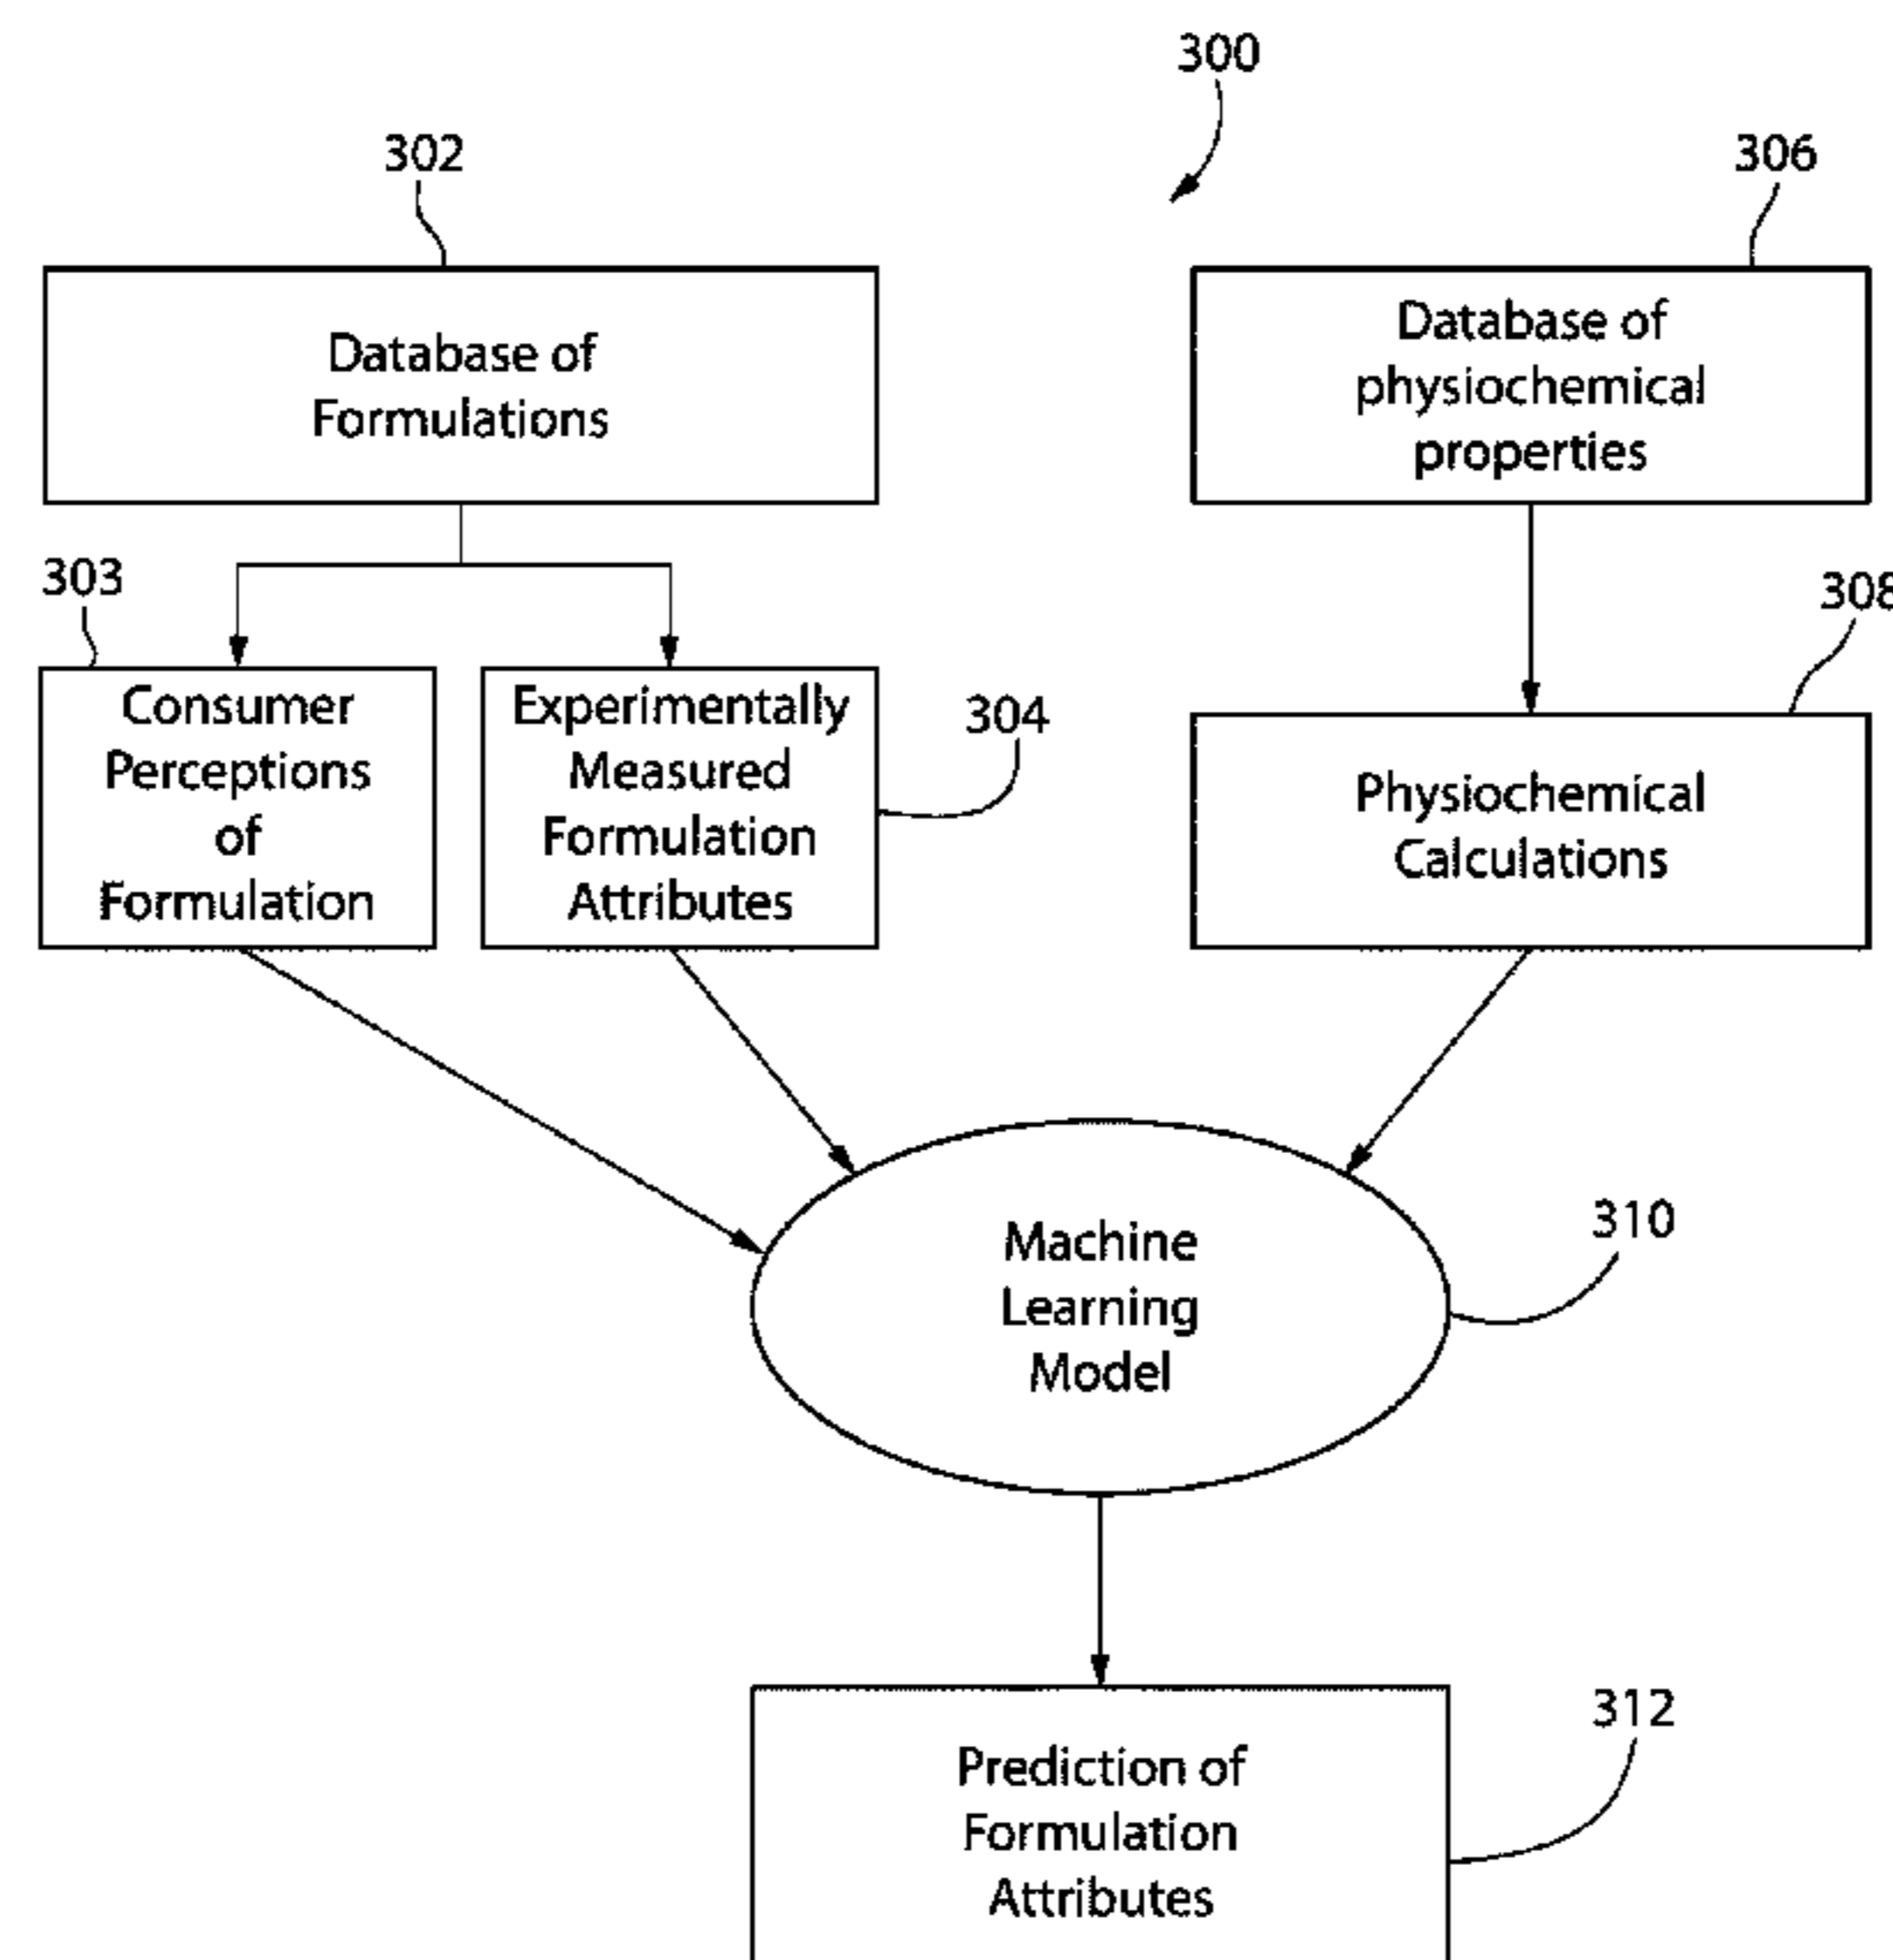 300
302
306
Database of
Formulations
Database of
physiochemical
properties
303
308
Consumer
Perceptions
of
Formulation
Experimentally
Measured
Formulation
Attributes
304
Physiochemical
Calculations
Machine
Learning
Model
310
312
Prediction of
Formulation
Attributes